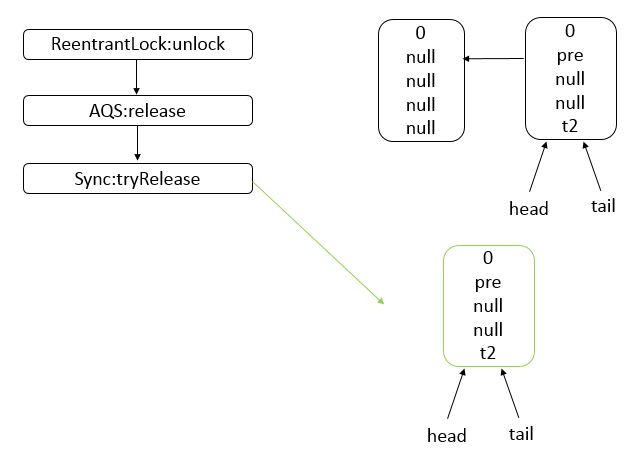 ReentrantLock:unlock
AQS:release
Sync:tryRelease
0
null
null
null
null
0
pre
null
null
t2
head
tail
0
pre
null
null
t2
head
tail